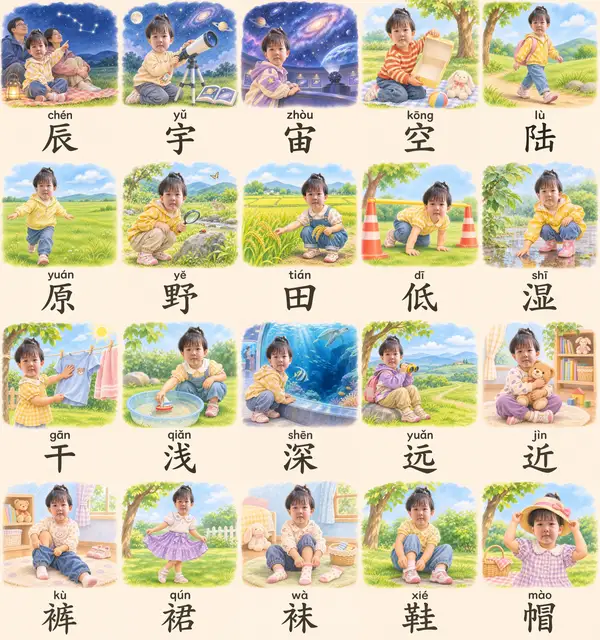 chén yǔ zhòu kōng lù
辰 宇 宙 空 陆
yuán yě tián dī shī
原 野 田 低 湿
gān qiǎn shēn yuǎn jìn
干 浅 深 远 近
kù qún wà xié mào
裤 裙 袜 鞋 帽